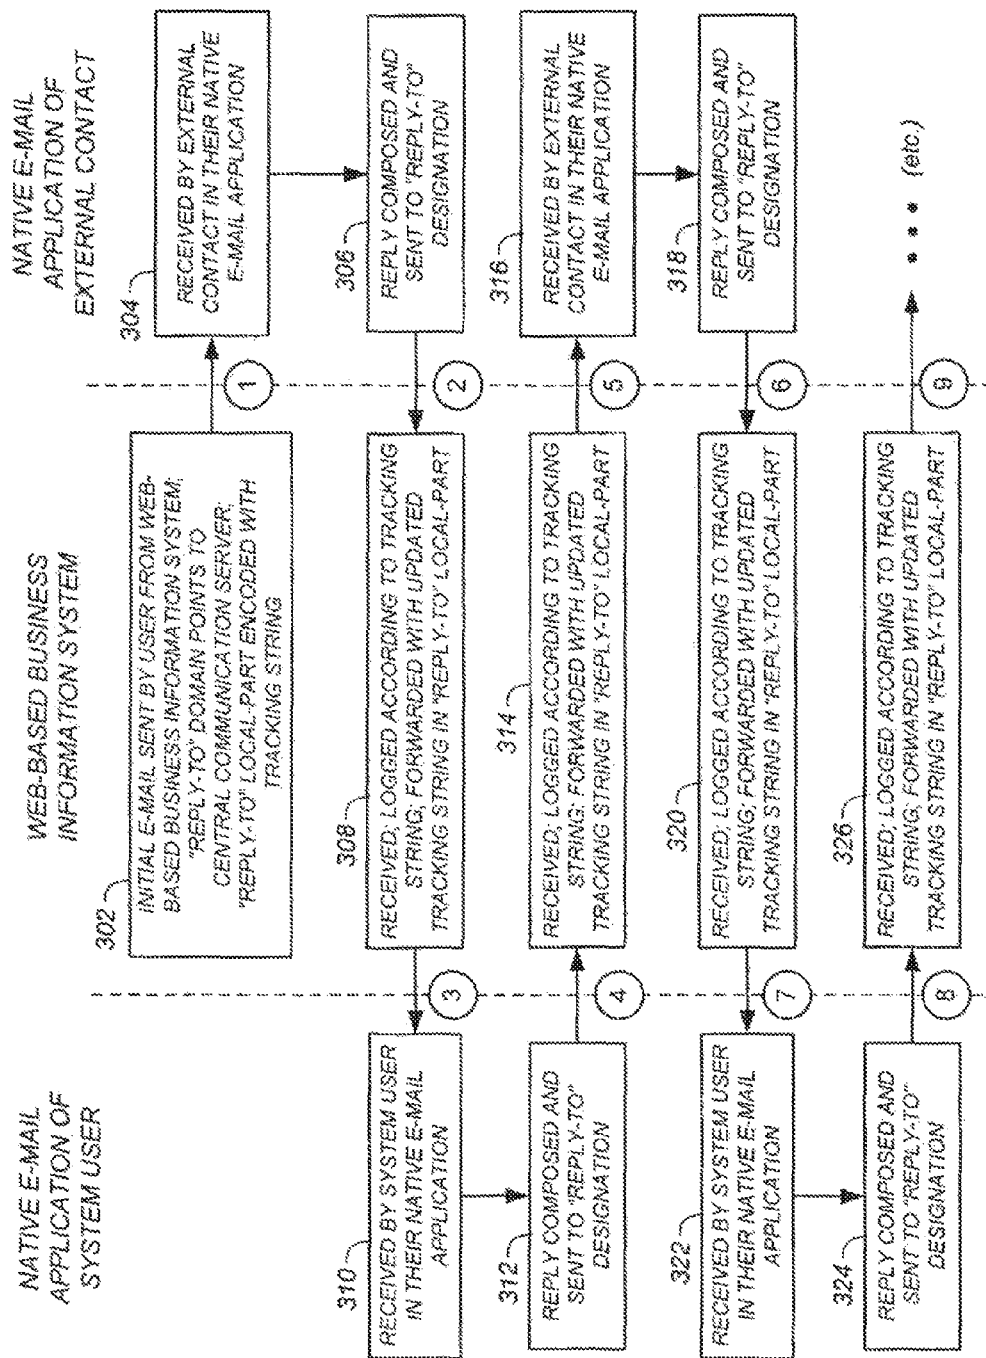 NATIVE E-MAIL
APPLICATION OF
SYSTEM USER
WEB-BASED BUSINESS
INFORMATION SYSTEM
NATIVE E-MAIL
APPLICATION OF
EXTERNAL CONTACT
302
INITIAL E-MAIL SENT BY USER FROM WEB-
BASED BUSINESS INFORMATION SYSTEM;
"REPLY-TO" DOMAIN POINTS TO
CENTRAL COMMUNICATION SERVER;
"REPLY-TO" LOCAL-PART ENCODED WITH
TRACKING STRING
1
304
RECEIVED BY EXTERNAL
CONTACT IN THEIR NATIVE
E-MAIL APPLICATION
306
REPLY COMPOSED AND
SENT TO "REPLY-TO"
DESIGNATION
2
308
RECEIVED; LOGGED ACCORDING TO TRACKING
STRING; FORWARDED WITH UPDATED
TRACKING STRING IN "REPLY-TO" LOCAL-PART
3
310
RECEIVED BY SYSTEM USER
IN THEIR NATIVE E-MAIL
APPLICATION
312
REPLY COMPOSED AND
SENT TO "REPLY-TO"
DESIGNATION
4
314
RECEIVED; LOGGED ACCORDING TO TRACKING
STRING; FORWARDED WITH UPDATED
TRACKING STRING IN "REPLY-TO" LOCAL-PART
5
316
RECEIVED BY EXTERNAL
CONTACT IN THEIR NATIVE
E-MAIL APPLICATION
318
REPLY COMPOSED AND
SENT TO "REPLY-TO"
DESIGNATION
6
320
RECEIVED; LOGGED ACCORDING TO TRACKING
STRING; FORWARDED WITH UPDATED
TRACKING STRING IN "REPLY-TO" LOCAL-PART
7
322
RECEIVED BY SYSTEM USER
IN THEIR NATIVE E-MAIL
APPLICATION
324
REPLY COMPOSED AND
SENT TO "REPLY-TO"
DESIGNATION
8
326
RECEIVED; LOGGED ACCORDING TO TRACKING
STRING; FORWARDED WITH UPDATED
TRACKING STRING IN "REPLY-TO" LOCAL-PART
9
• • • (etc.)